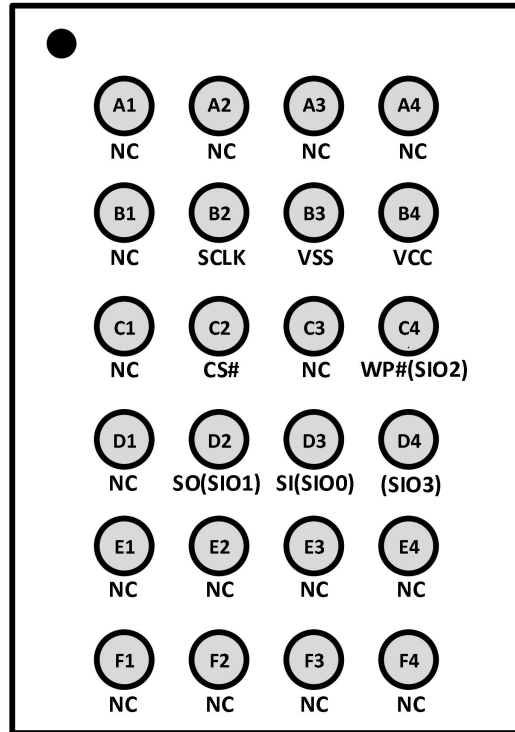 A1 A2 A3 A4
NC NC NC NC
B1 B2 B3 B4
NC SCLK VSS VCC
C1 C2 C3 C4
NC CS# NC WP#(SIO2)
D1 D2 D3 D4
NC SO(SIO1) SI(SIO0) (SIO3)
E1 E2 E3 E4
NC NC NC NC
F1 F2 F3 F4
NC NC NC NC